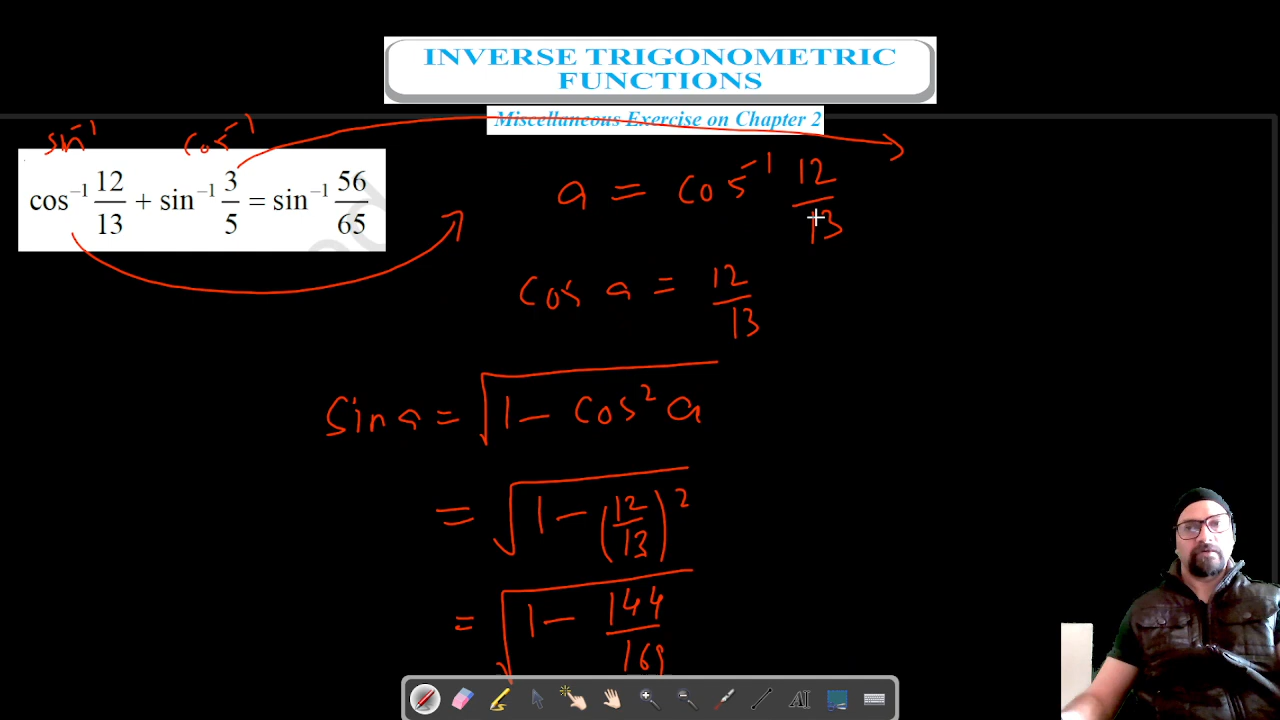 INVERSE TRIGONOMETRIC
FUNCTIONS
Miscellaneous Exercise on Chapter 2
sin⁻¹ cos⁻¹
cos⁻¹ 12/13 + sin⁻¹ 3/5 = sin⁻¹ 56/65
a = cos⁻¹ 12/13
cos a = 12/13
Sin a = √(1 - cos² a)
= √(1 - (12/13)²)
= √(1 - 144/169)
AI